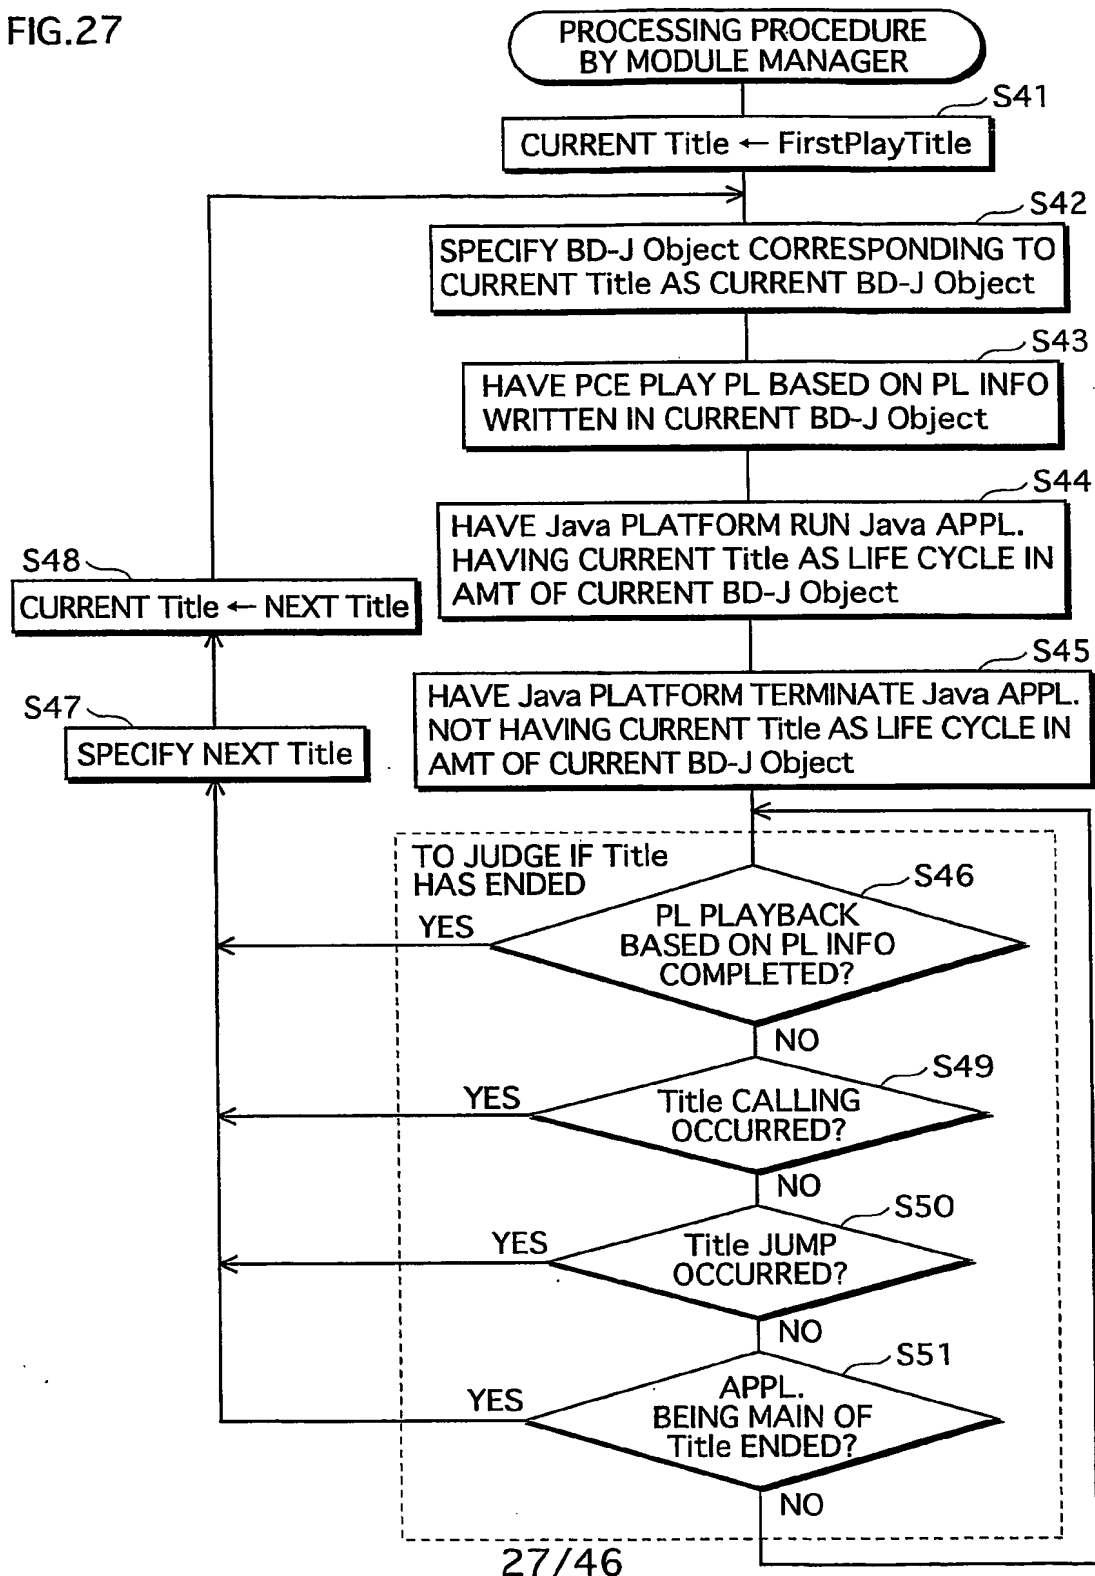 FIG.27
PROCESSING PROCEDURE
BY MODULE MANAGER
S41
CURRENT Title ← FirstPlayTitle
S42
SPECIFY BD-J Object CORRESPONDING TO
CURRENT Title AS CURRENT BD-J Object
S43
HAVE PCE PLAY PL BASED ON PL INFO
WRITTEN IN CURRENT BD-J Object
S44
HAVE Java PLATFORM RUN Java APPL.
HAVING CURRENT Title AS LIFE CYCLE IN
AMT OF CURRENT BD-J Object
S48
CURRENT Title ← NEXT Title
S45
HAVE Java PLATFORM TERMINATE Java APPL.
NOT HAVING CURRENT Title AS LIFE CYCLE IN
AMT OF CURRENT BD-J Object
S47
SPECIFY NEXT Title
TO JUDGE IF Title
HAS ENDED
S46
PL PLAYBACK
BASED ON PL INFO
COMPLETED?
YES
NO
S49
Title CALLING
OCCURRED?
YES
NO
S50
Title JUMP
OCCURRED?
YES
NO
S51
APPL.
BEING MAIN OF
Title ENDED?
YES
NO
27/46